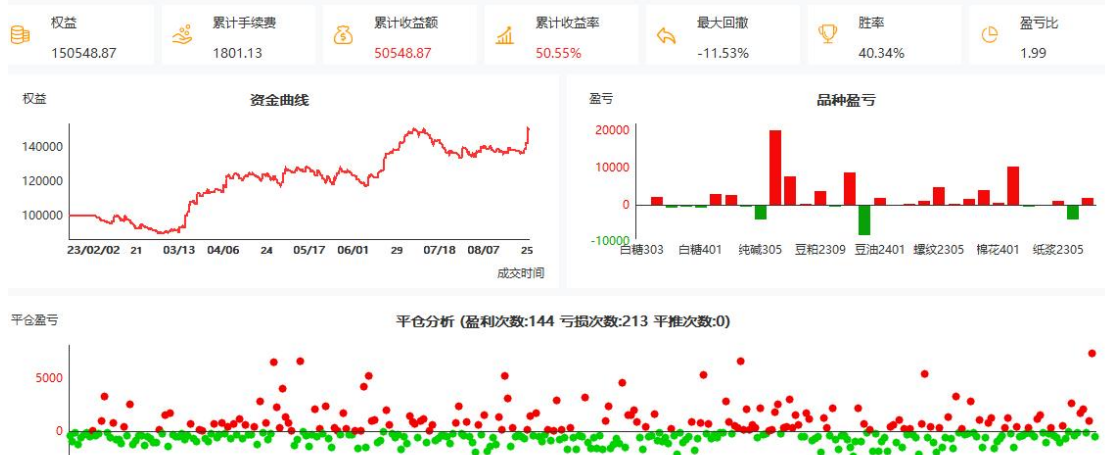 权益 累计手续费 累计收益额 累计收益率 最大回撤 胜率 盈亏比
150548.87 1801.13 50548.87 50.55% -11.53% 40.34% 1.99
权益 资金曲线
140000
120000
100000
23/02/02 21 03/13 04/06 24 05/17 06/01 29 07/18 08/07 25
成交时间
盈亏 品种盈亏
20000
10000
0
-10000
白糖303 白糖401 纯碱305 豆粕2309 豆油2401 螺纹2305 棉花401 纸浆2305
平仓盈亏 平仓分析 (盈利次数:144 亏损次数:213 平推次数:0)
5000
0